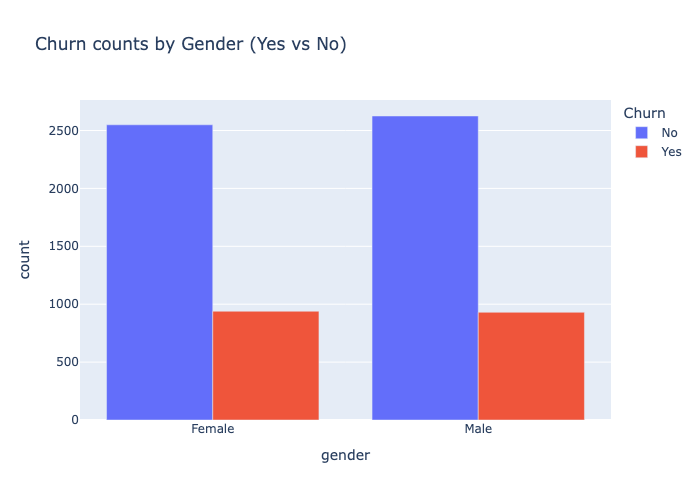 Churn counts by Gender (Yes vs No)
Churn
No
Yes
2500
2000
1500
1000
500
0
count
Female
Male
gender